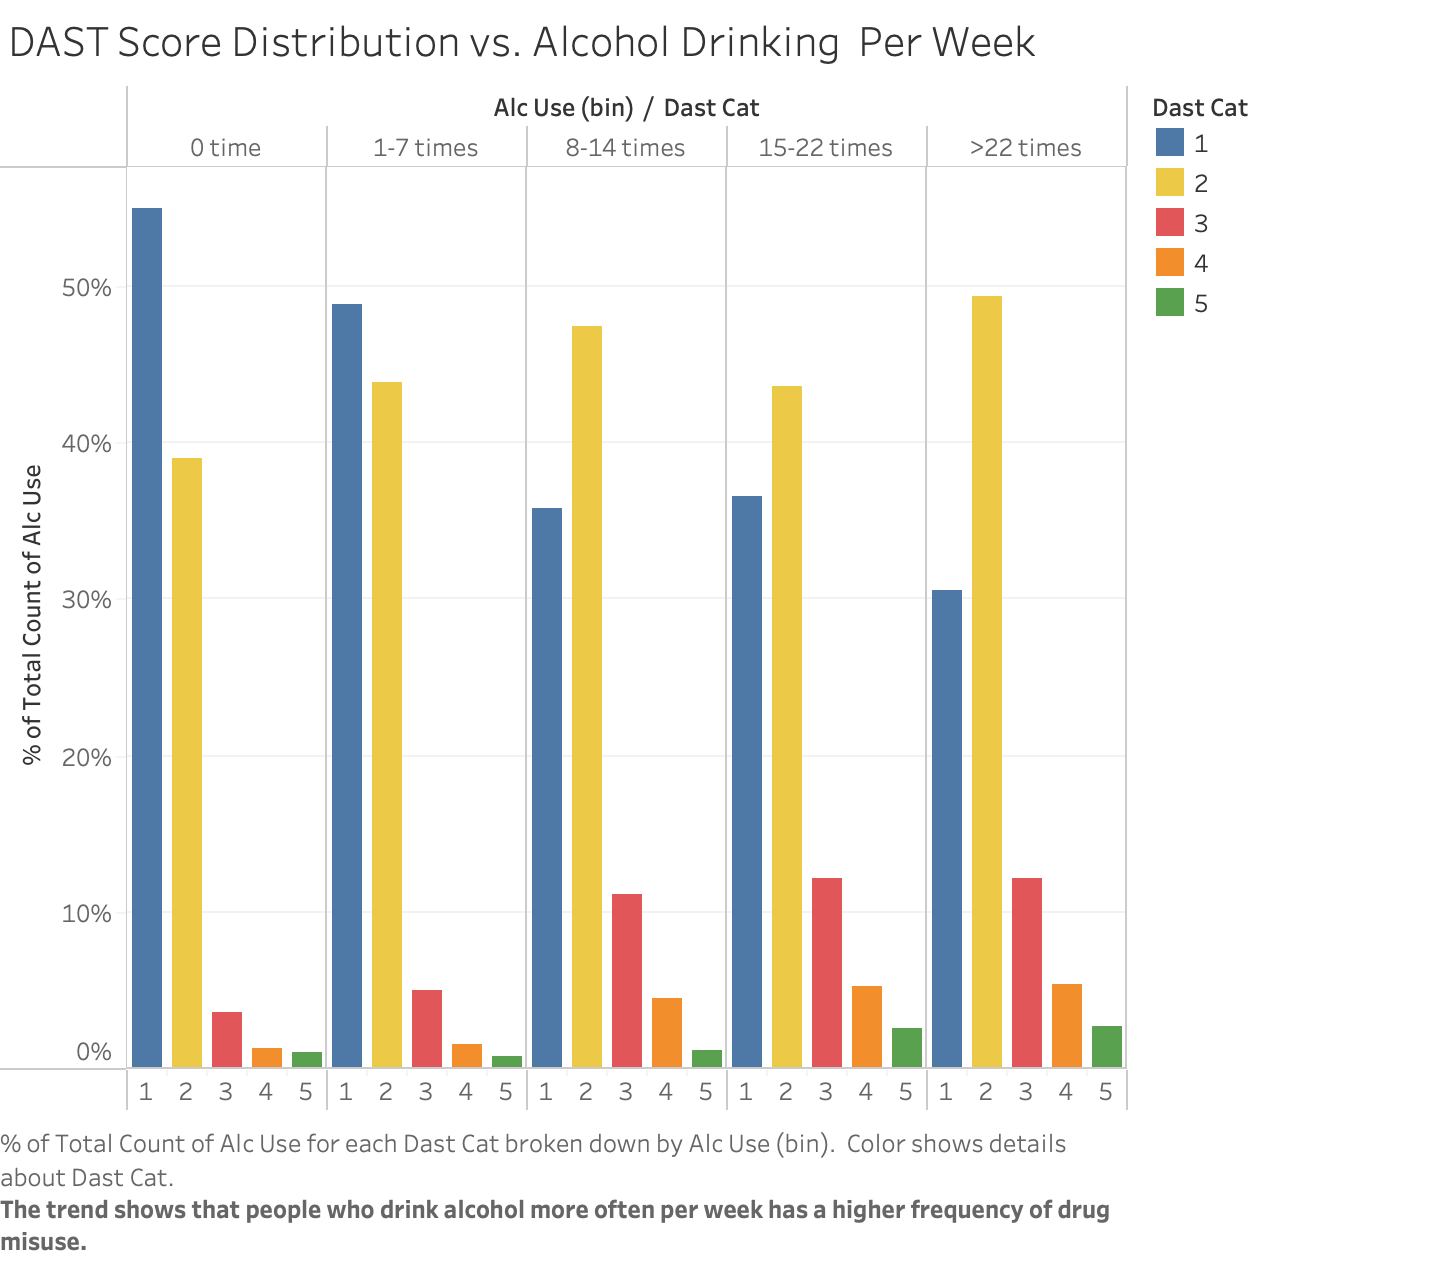 DAST Score Distribution vs. Alcohol Drinking  Per Week
Alc Use (bin)  /  Dast Cat
0 time 1-7 times 8-14 times 15-22 times >22 times
Dast Cat
1
2
3
4
5
% of Total Count of Alc Use
50%
40%
30%
20%
10%
0%
1 2 3 4 5 1 2 3 4 5 1 2 3 4 5 1 2 3 4 5 1 2 3 4 5
% of Total Count of Alc Use for each Dast Cat broken down by Alc Use (bin).  Color shows details
about Dast Cat.
The trend shows that people who drink alcohol more often per week has a higher frequency of drug
misuse.